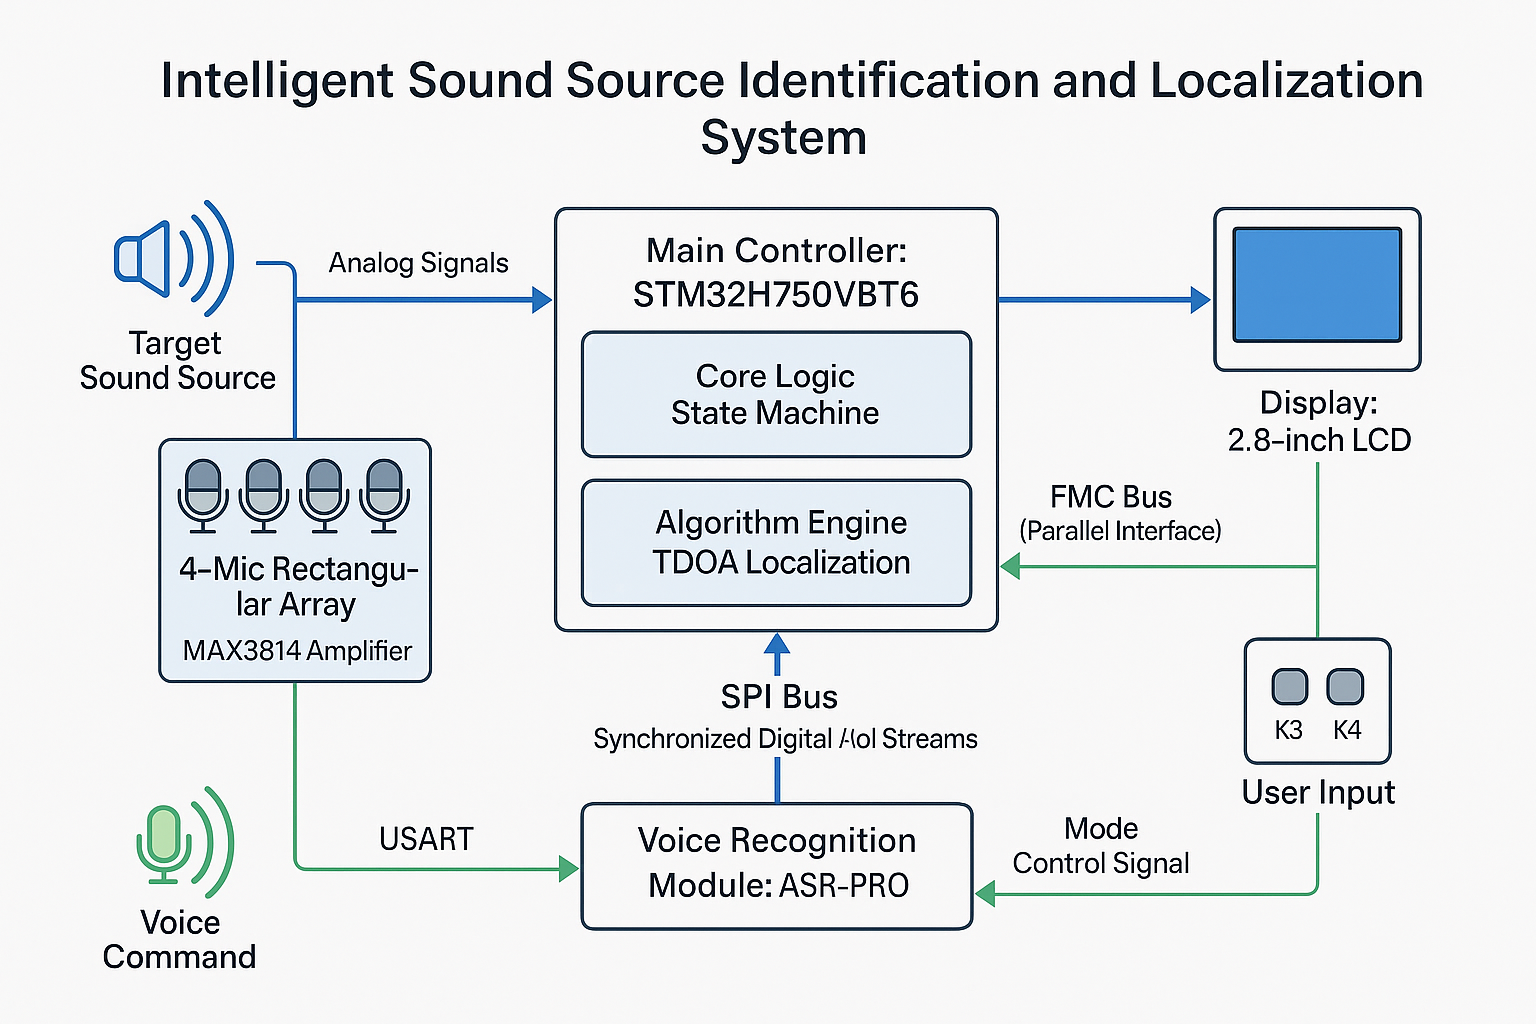 Intelligent Sound Source Identification and Localization
System
Target
Sound Source
Analog Signals
Main Controller:
STM32H750VBT6
Core Logic
State Machine
Algorithm Engine
TDOA Localization
Display:
2.8-inch LCD
FMC Bus
(Parallel Interface)
4-Mic Rectangu-
lar Array
MAX3814 Amplifier
SPI Bus
Synchronized Digital Streams
K3 K4
User Input
USART
Voice Recognition
Module: ASR-PRO
Mode
Control Signal
Voice
Command